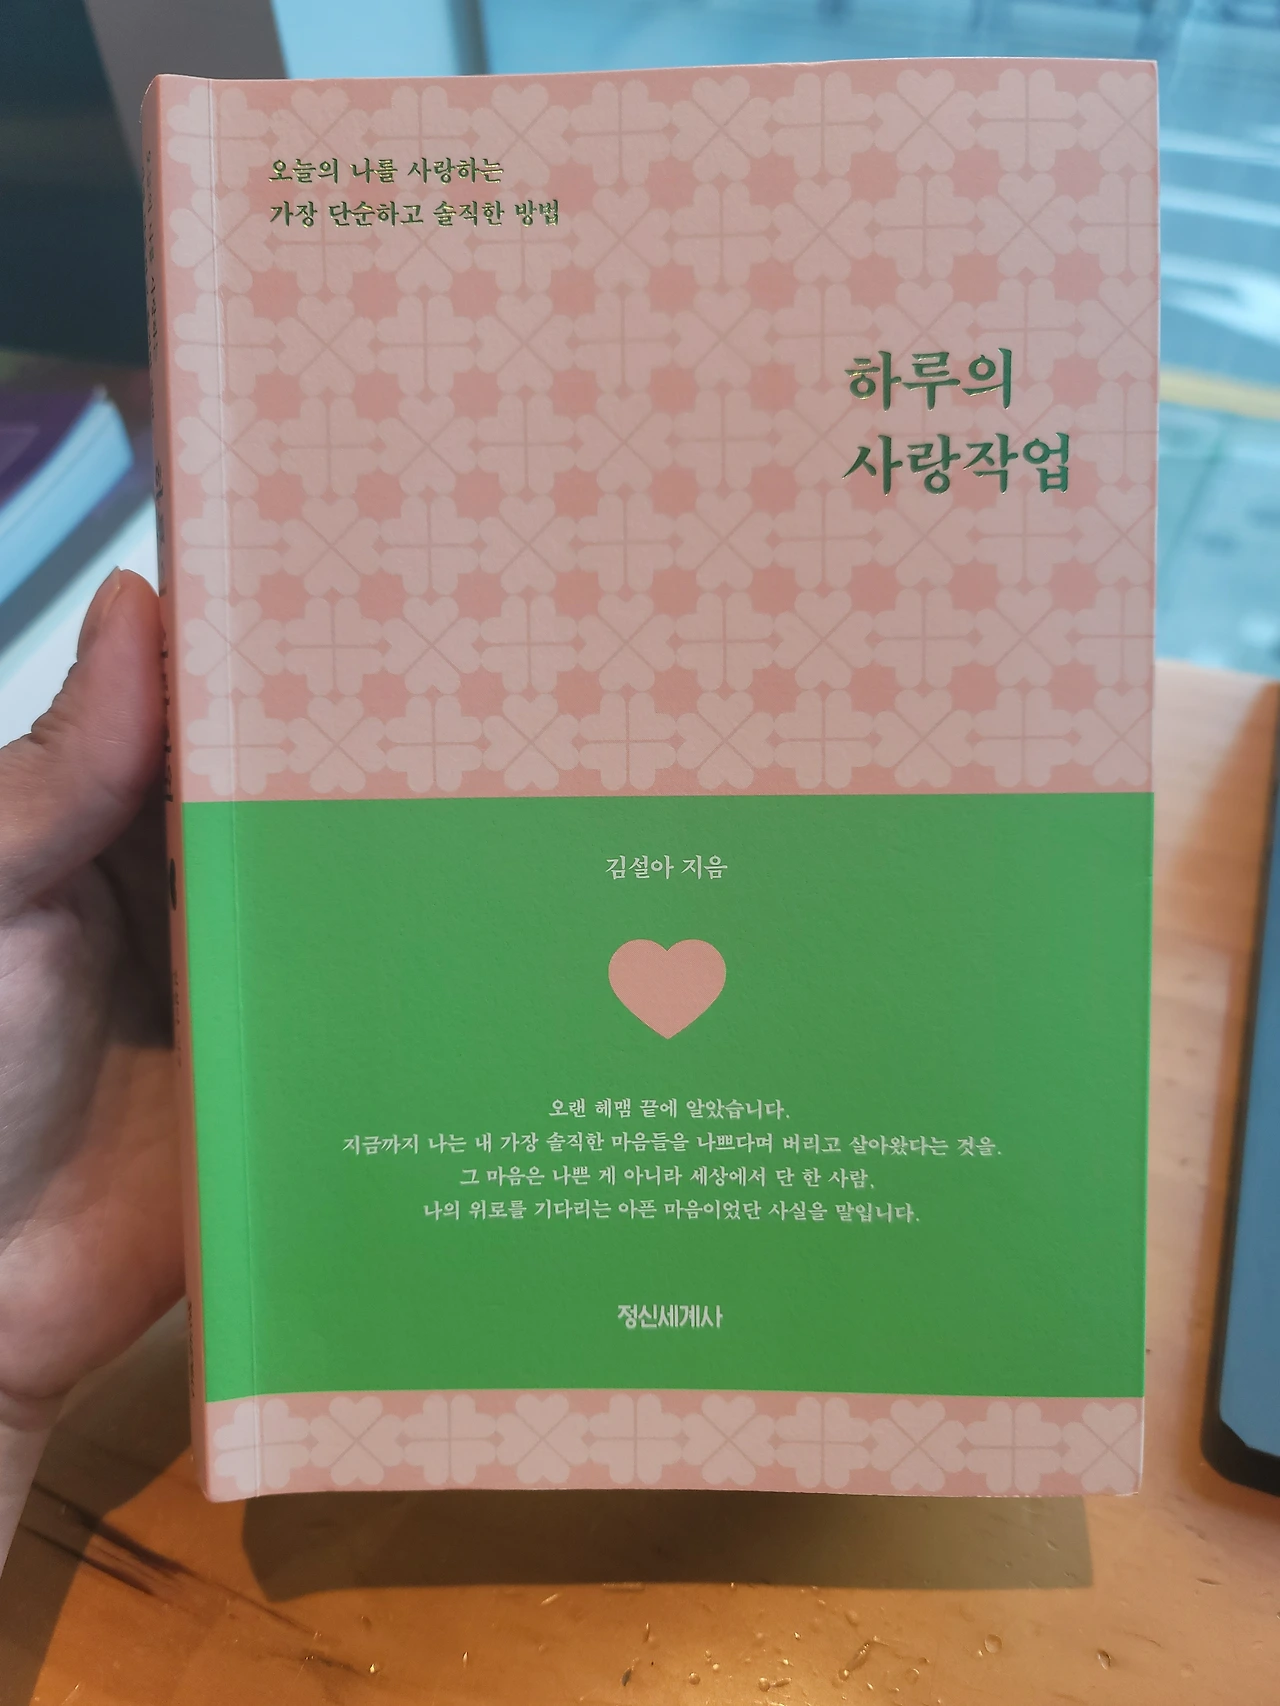 오늘의 나를 사랑하는
가장 단순하고 솔직한 방법
하루의
사랑작업
김설아 지음
오랜 헤맴 끝에 알았습니다.
지금까지 나는 내 가장 솔직한 마음들을 나쁘다며 버리고 살아왔다는 것을.
그 마음은 나쁜 게 아니라 세상에서 단 한 사람,
나의 위로를 기다리는 아픈 마음이었단 사실을 말입니다.
정신세계사